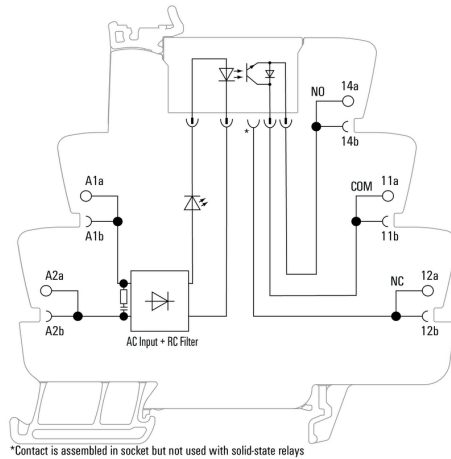 NO
14a
*
14b
A1a
COM
11a
A1b
11b
A2a
NC
12a
A2b
12b
AC Input + RC Filter
*Contact is assembled in socket but not used with solid-state relays